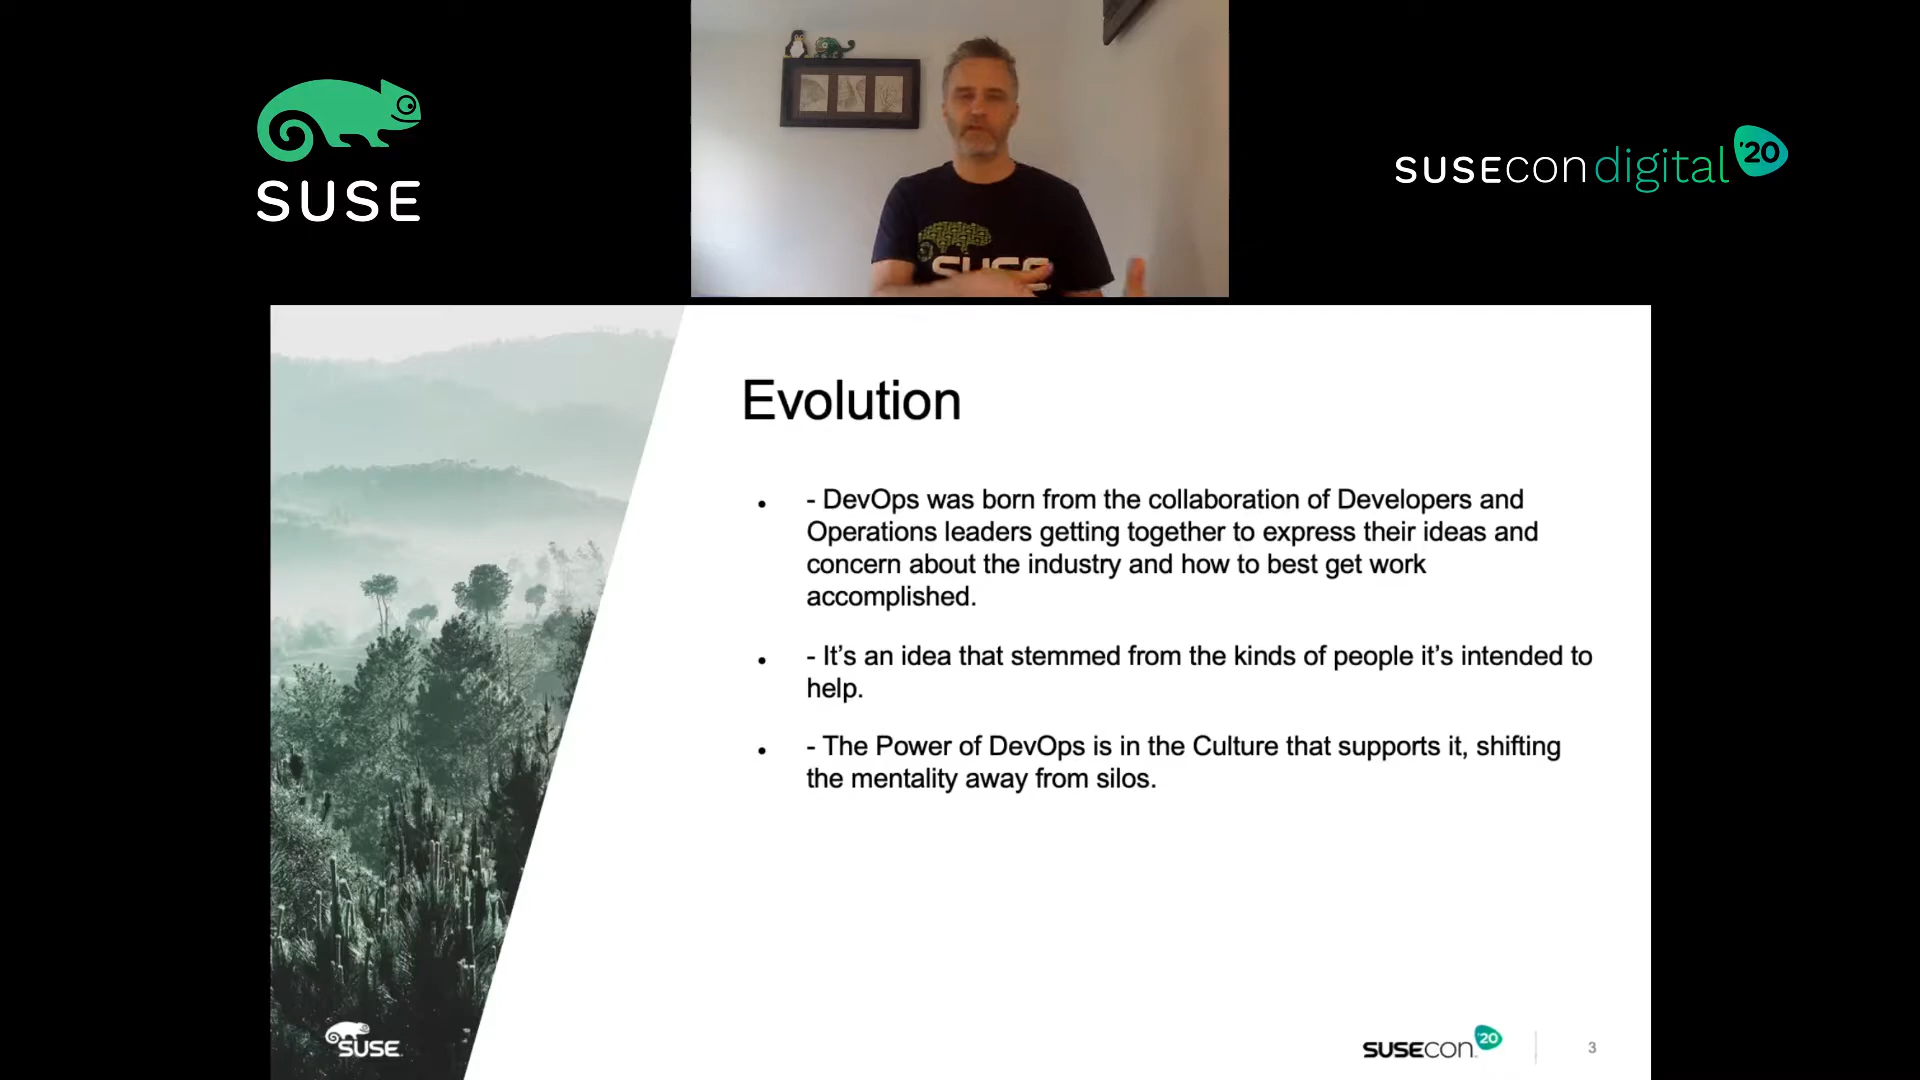 SUSE
SUSECON digital '20
SUSE
Evolution
- DevOps was born from the collaboration of Developers and
Operations leaders getting together to express their ideas and
concern about the industry and how to best get work
accomplished.
- It's an idea that stemmed from the kinds of people it's intended to
help.
- The Power of DevOps is in the Culture that supports it, shifting
the mentality away from silos.
SUSE
SUSECON '20
3